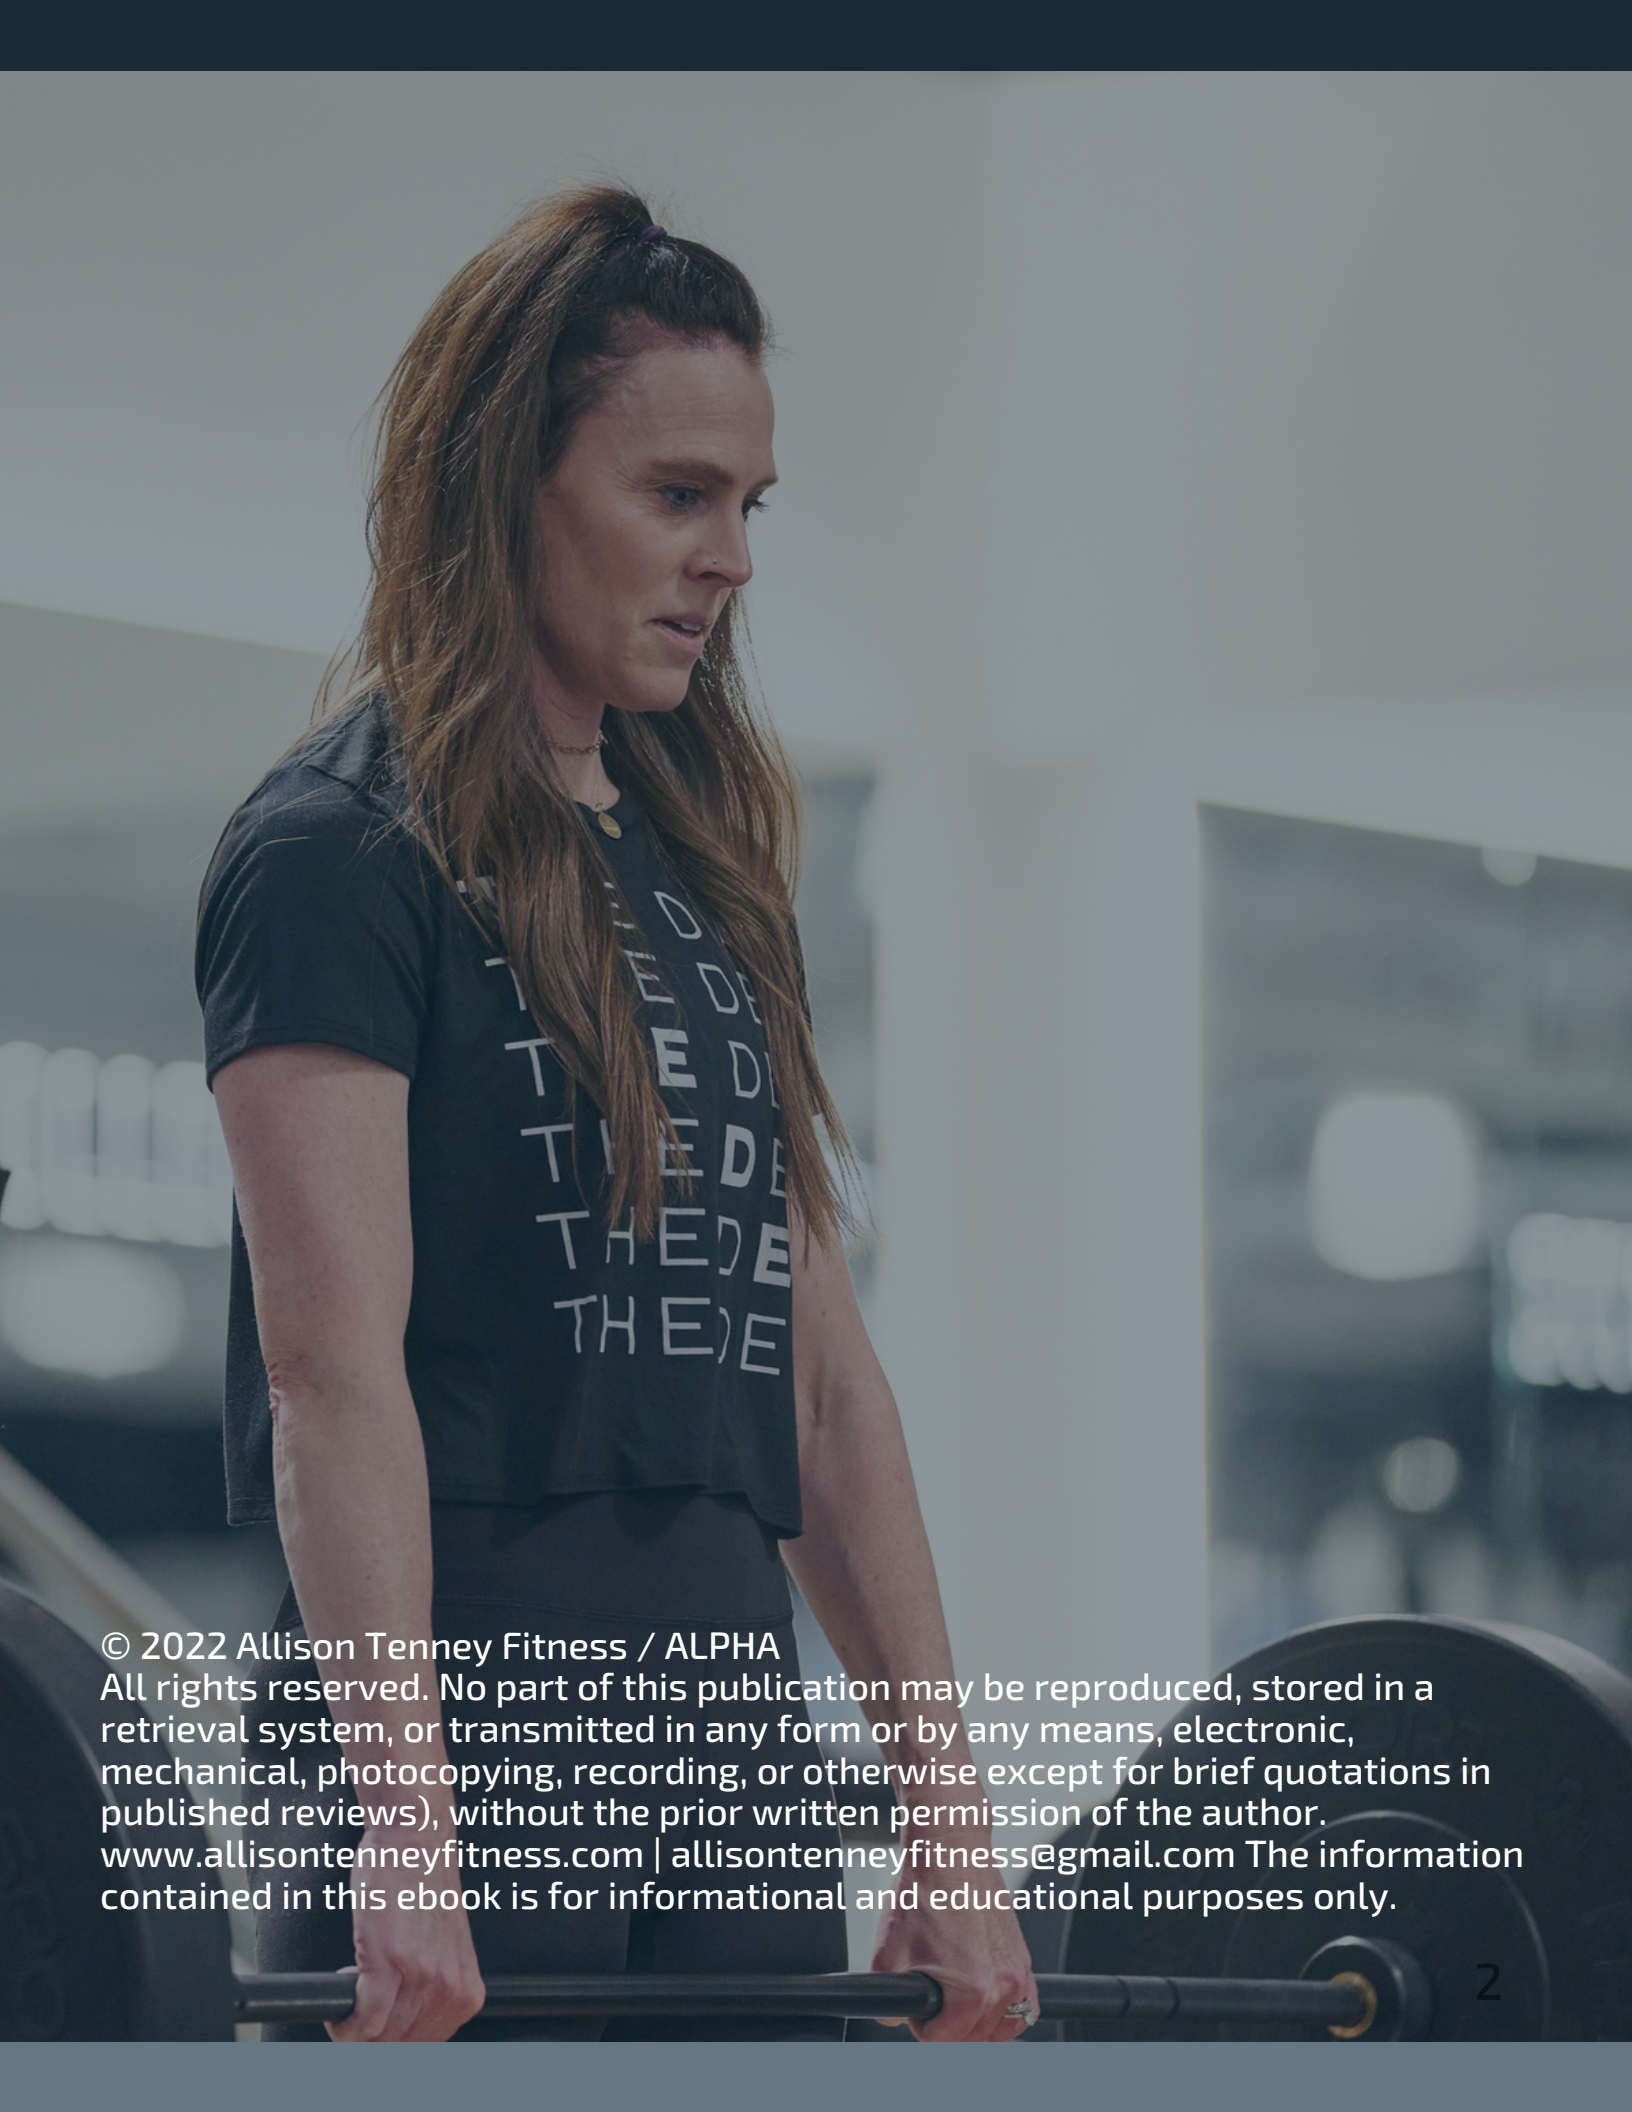 T E D
T E DE
T E DE
T H E D E
T H E D E
T H E D E
© 2022 Allison Tenney Fitness / ALPHA
All rights reserved. No part of this publication may be reproduced, stored in a
retrieval system, or transmitted in any form or by any means, electronic,
mechanical, photocopying, recording, or otherwise except for brief quotations in
published reviews), without the prior written permission of the author.
www.allisontenneyfitness.com | allisontenneyfitness@gmail.com The information
contained in this ebook is for informational and educational purposes only.
2